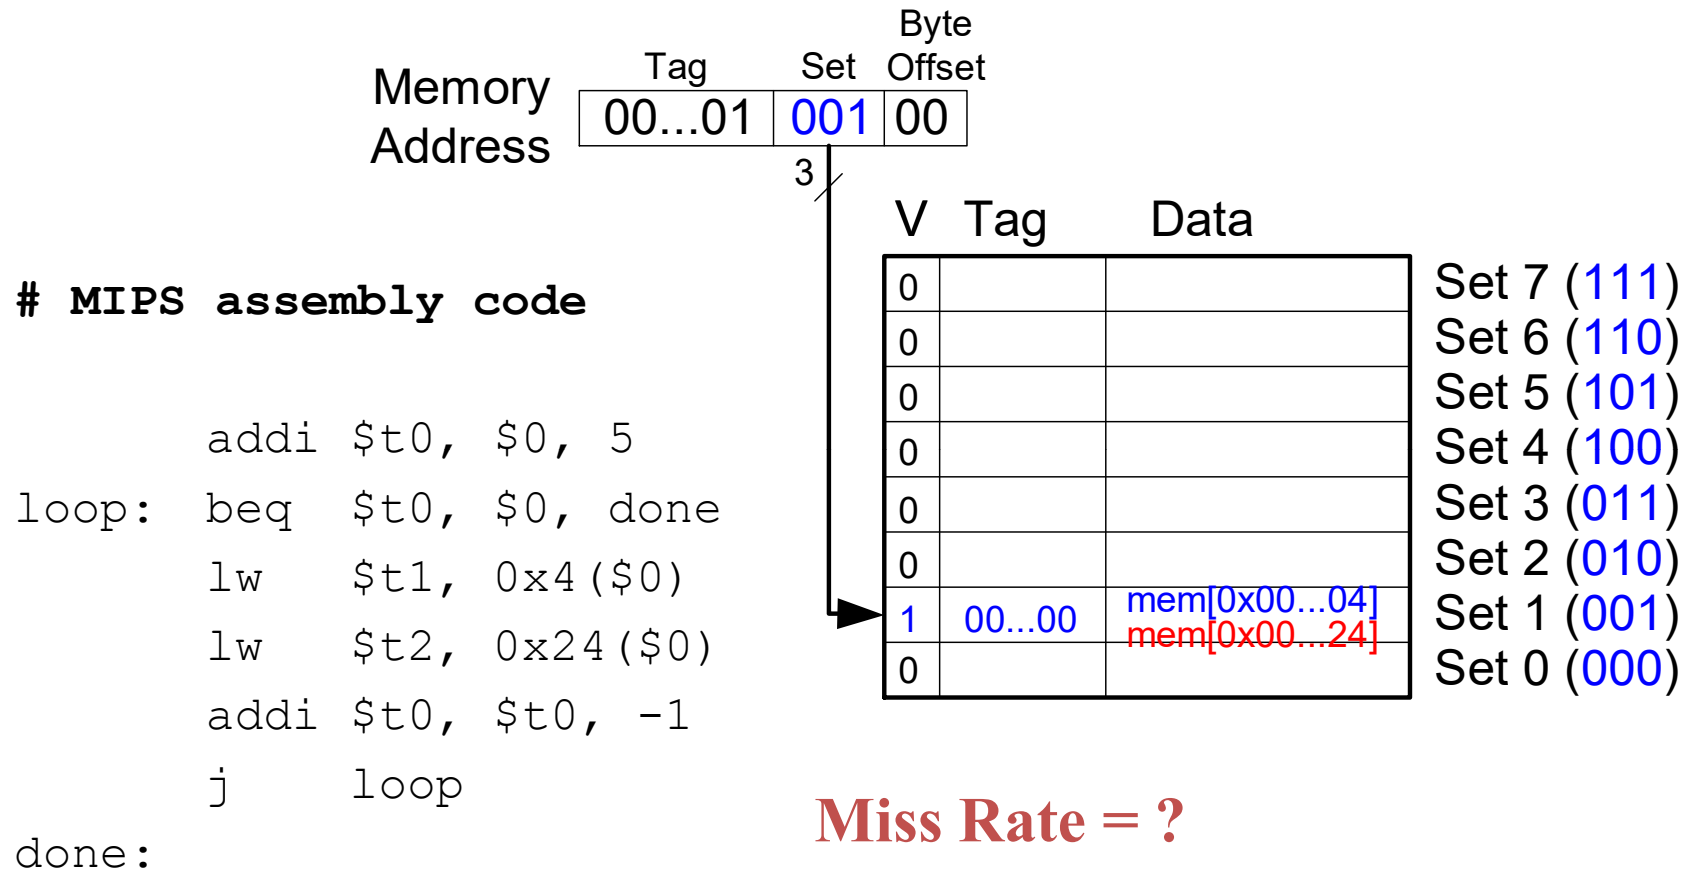 Byte
Tag Set Offset
Memory Address
00...01 001 00
3
V Tag Data
# MIPS assembly code
addi $t0, $0, 5
loop: beq $t0, $0, done
lw $t1, 0x4($0)
lw $t2, 0x24($0)
addi $t0, $t0, -1
j loop
done:
0 Set 7 (111)
0 Set 6 (110)
0 Set 5 (101)
0 Set 4 (100)
0 Set 3 (011)
0 Set 2 (010)
1 00...00 mem[0x00...04] Set 1 (001)
mem[0x00...24]
0 Set 0 (000)
Miss Rate = ?